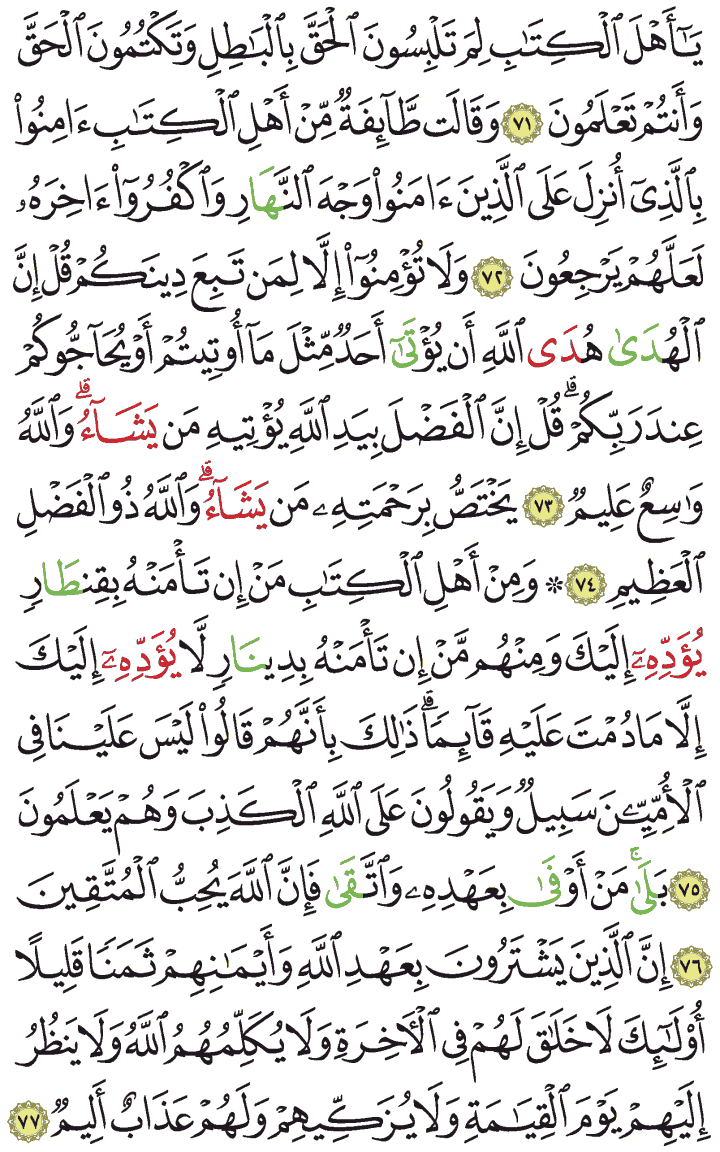 يَـٰٓأَهْلَ ٱلْكِتَـٰبِ لِمَ تَلْبِسُونَ ٱلْحَقَّ بِٱلْبَـٰطِلِ وَتَكْتُمُونَ ٱلْحَقَّ
وَأَنتُمْ تَعْلَمُونَ ٧١ وَقَالَت طَّآئِفَةٌ مِّنْ أَهْلِ ٱلْكِتَـٰبِ ءَامِنُوا۟
بِٱلَّذِىٓ أُنزِلَ عَلَى ٱلَّذِينَ ءَامَنُوا۟ وَجْهَ ٱلنَّهَارِ وَٱكْفُرُوٓا۟ ءَاخِرَهُۥ
لَعَلَّهُمْ يَرْجِعُونَ ٧٢ وَلَا تُؤْمِنُوٓا۟ إِلَّا لِمَن تَبِعَ دِينَكُمْ قُلْ إِنَّ
ٱلْهُدَىٰ هُدَى ٱللَّهِ أَن يُؤْتَىٰٓ أَحَدٌ مِّثْلَ مَآ أُوتِيتُمْ أَوْ يُحَآجُّوكُمْ
عِندَ رَبِّكُمْ ۗ قُلْ إِنَّ ٱلْفَضْلَ بِيَدِ ٱللَّهِ يُؤْتِيهِ مَن يَشَآءُ ۗ وَٱللَّهُ
وَٰسِعٌ عَلِيمٌ ٧٣ يَخْتَصُّ بِرَحْمَتِهِۦ مَن يَشَآءُ ۗ وَٱللَّهُ ذُو ٱلْفَضْلِ
ٱلْعَظِيمِ ٧٤ ۞ وَمِنْ أَهْلِ ٱلْكِتَـٰبِ مَنْ إِن تَأْمَنْهُ بِقِنطَارٍ
يُؤَدِّهِۦٓ إِلَيْكَ وَمِنْهُم مَّنْ إِن تَأْمَنْهُ بِدِينَارٍ لَّا يُؤَدِّهِۦٓ إِلَيْكَ
إِلَّا مَا دُمْتَ عَلَيْهِ قَآئِمًا ۗ ذَٰلِكَ بِأَنَّهُمْ قَالُوا۟ لَيْسَ عَلَيْنَا فِى
ٱلْأُمِّيِّـۧنَ سَبِيلٌ وَيَقُولُونَ عَلَى ٱللَّهِ ٱلْكَذِبَ وَهُمْ يَعْلَمُونَ
٧٥ بَلَىٰ ۚ مَنْ أَوْفَىٰ بِعَهْدِهِۦ وَٱتَّقَىٰ فَإِنَّ ٱللَّهَ يُحِبُّ ٱلْمُتَّقِينَ
٧٦ إِنَّ ٱلَّذِينَ يَشْتَرُونَ بِعَهْدِ ٱللَّهِ وَأَيْمَـٰنِهِمْ ثَمَنًا قَلِيلًا
أُو۟لَـٰٓئِكَ لَا خَلَـٰقَ لَهُمْ فِى ٱلْـَٔاخِرَةِ وَلَا يُكَلِّمُهُمُ ٱللَّهُ وَلَا يَنظُرُ
إِلَيْهِمْ يَوْمَ ٱلْقِيَـٰمَةِ وَلَا يُزَكِّيهِمْ وَلَهُمْ عَذَابٌ أَلِيمٌ ٧٧